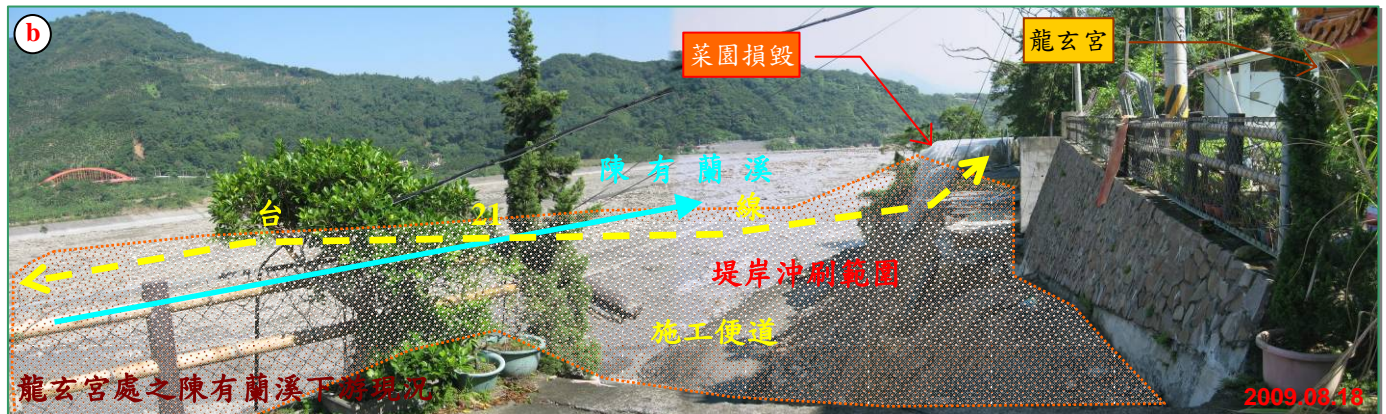 b
菜園損毀
龍玄宮
陳有蘭溪
台 21 線
堤岸沖刷範圍
施工便道
龍玄宮處之陳有蘭溪下游現況
2009.08.18